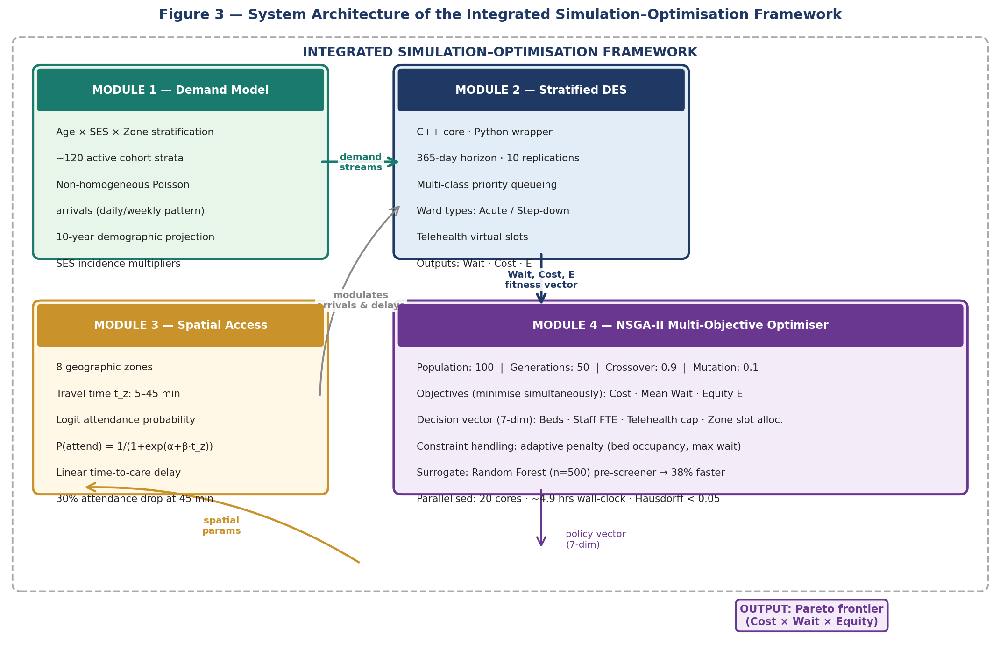 Figure 3 — System Architecture of the Integrated Simulation–Optimisation Framework
INTEGRATED SIMULATION–OPTIMISATION FRAMEWORK
MODULE 1 — Demand Model
Age × SES × Zone stratification
~120 active cohort strata
Non-homogeneous Poisson
arrivals (daily/weekly pattern)
10-year demographic projection
SES incidence multipliers
demand
streams
MODULE 2 — Stratified DES
C++ core · Python wrapper
365-day horizon · 10 replications
Multi-class priority queueing
Ward types: Acute / Step-down
Telehealth virtual slots
Outputs: Wait · Cost · E
Wait, Cost, E
fitness vector
modulates
arrivals & delays
MODULE 3 — Spatial Access
8 geographic zones
Travel time t_z: 5–45 min
Logit attendance probability
P(attend) = 1/(1+exp(α+β·t_z))
Linear time-to-care delay
30% attendance drop at 45 min
spatial
params
MODULE 4 — NSGA-II Multi-Objective Optimiser
Population: 100 | Generations: 50 | Crossover: 0.9 | Mutation: 0.1
Objectives (minimise simultaneously): Cost · Mean Wait · Equity E
Decision vector (7-dim): Beds · Staff FTE · Telehealth cap · Zone slot alloc.
Constraint handling: adaptive penalty (bed occupancy, max wait)
Surrogate: Random Forest (n=500) pre-screener → 38% faster
Parallelised: 20 cores · ~4.9 hrs wall-clock · Hausdorff < 0.05
policy vector
(7-dim)
OUTPUT: Pareto frontier
(Cost × Wait × Equity)